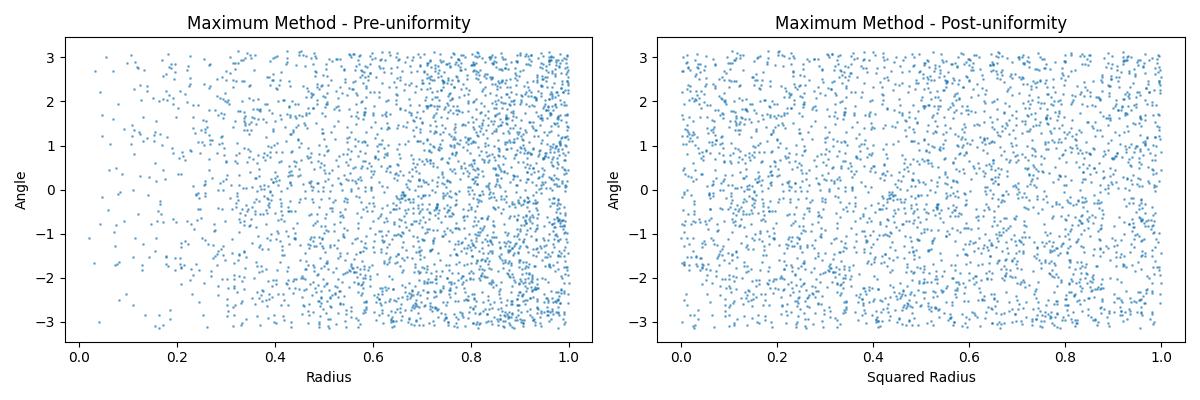 Maximum Method - Pre-uniformity
3
2
1
0
−1
−2
−3
Angle
0.0 0.2 0.4 0.6 0.8 1.0
Radius
Maximum Method - Post-uniformity
3
2
1
0
−1
−2
−3
Angle
0.0 0.2 0.4 0.6 0.8 1.0
Squared Radius